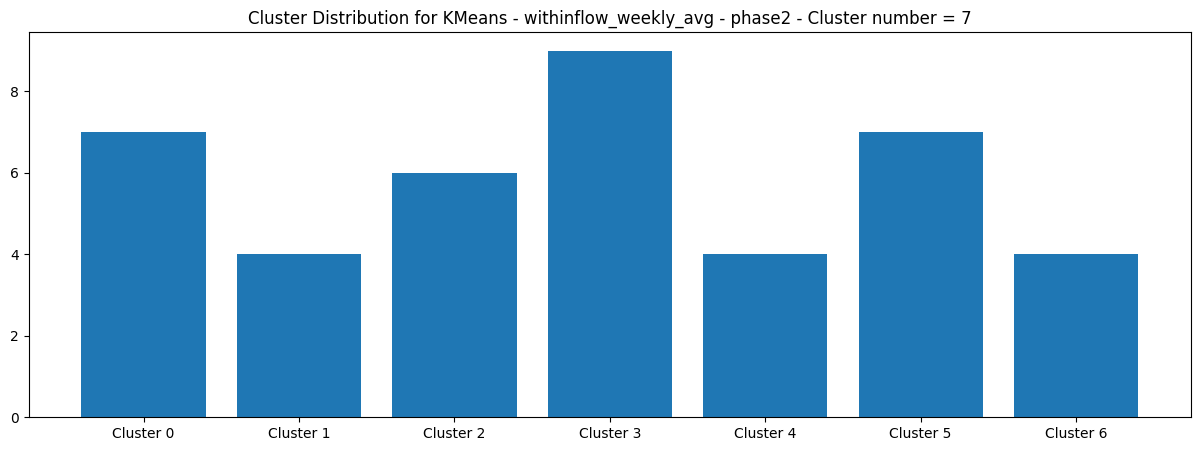 Cluster Distribution for KMeans - withinflow_weekly_avg - phase2 - Cluster number = 7
8
6
4
2
0
Cluster 0 Cluster 1 Cluster 2 Cluster 3 Cluster 4 Cluster 5 Cluster 6